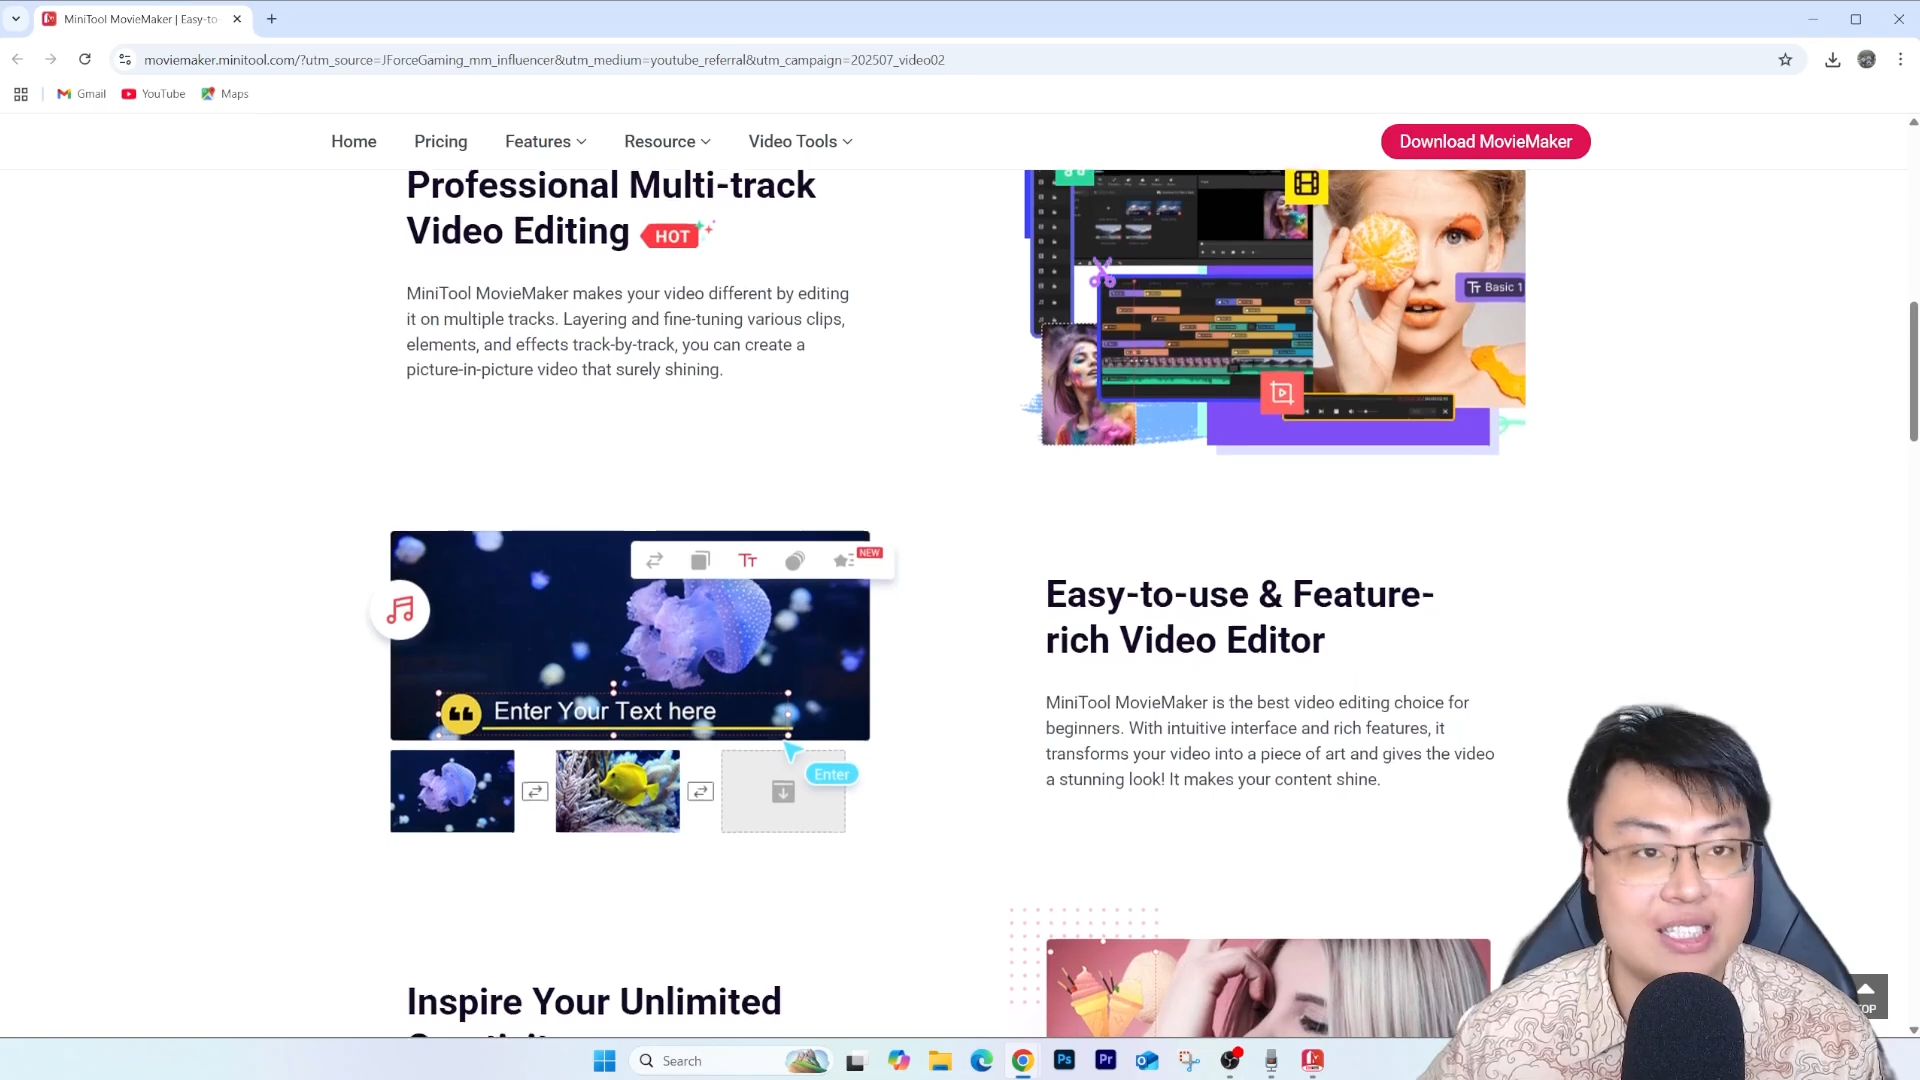 MiniTool MovieMaker | Easy-to-
moviemaker.minitool.com/?utm_source=JForceGaming_mm_influencer&utm_medium=youtube_referral&utm_campaign=202507_video02
Gmail
YouTube
Maps
Home
Pricing
Features
Resource
Video Tools
Download MovieMaker
Professional Multi-track
Video Editing
HOT
MiniTool MovieMaker makes your video different by editing
it on multiple tracks. Layering and fine-tuning various clips,
elements, and effects track-by-track, you can create a
picture-in-picture video that surely shining.
TT Basic 1
TT
NEW
Enter Your Text here
Enter
Easy-to-use & Feature-
rich Video Editor
MiniTool MovieMaker is the best video editing choice for
beginners. With intuitive interface and rich features, it
transforms your video into a piece of art and gives the video
a stunning look! It makes your content shine.
Inspire Your Unlimited
Search
Ps
Pr